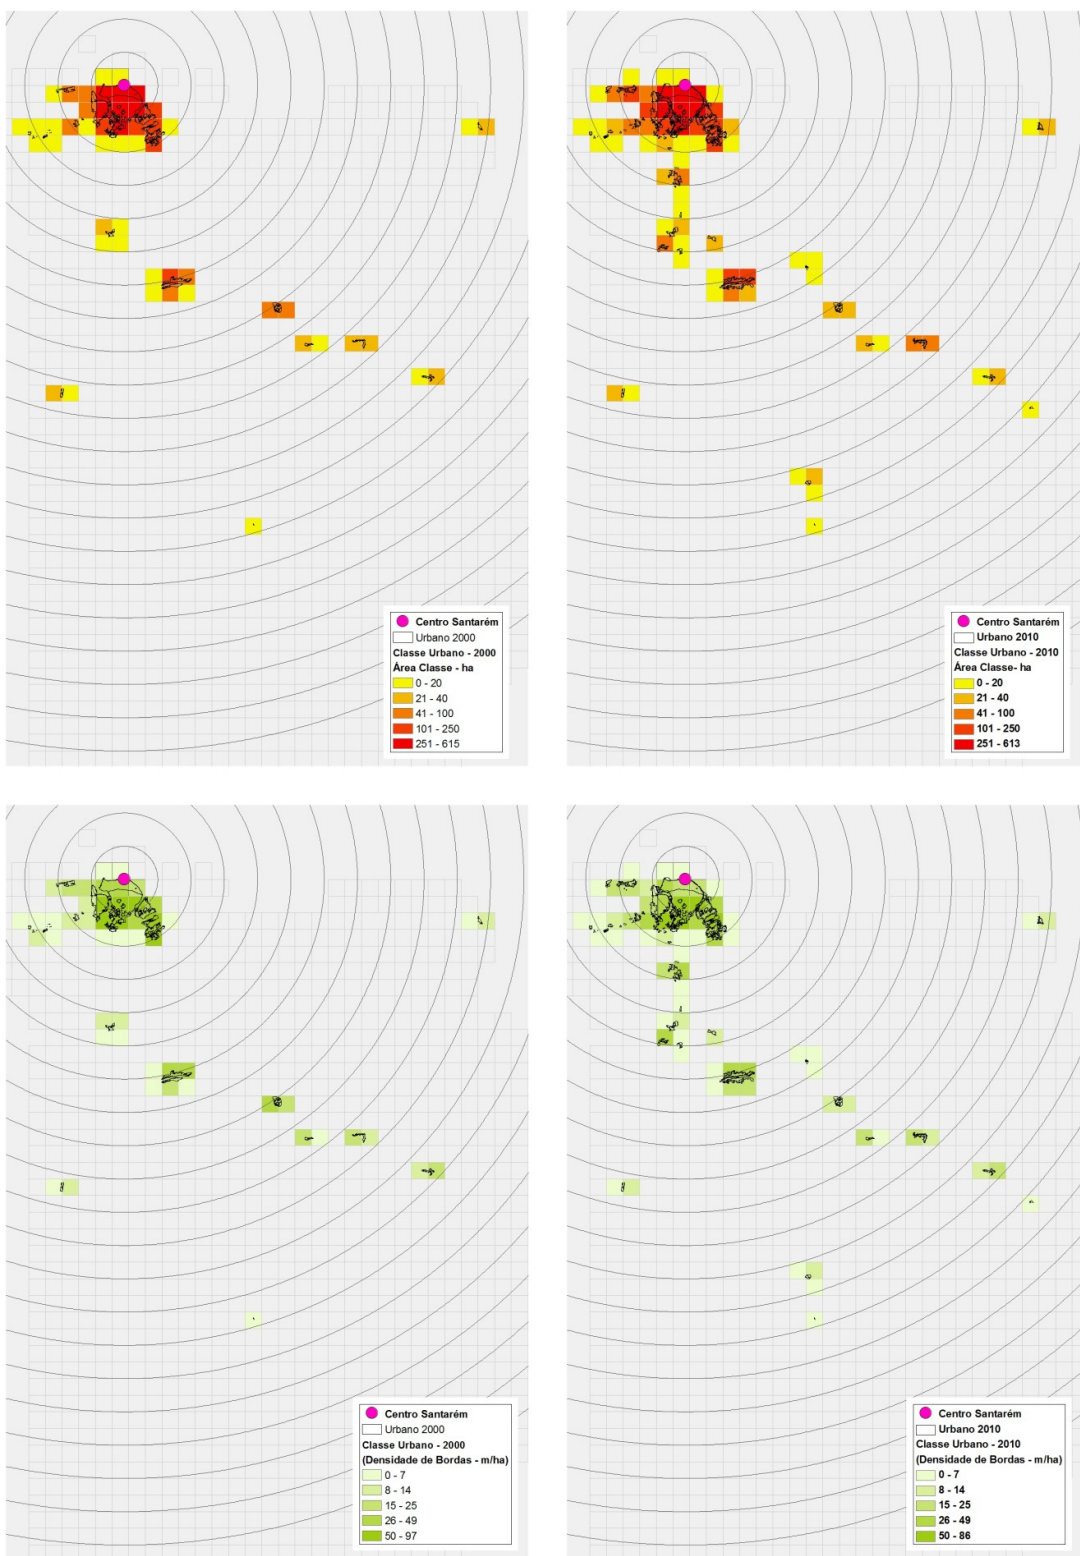 Centro Santarém
Urbano 2000
Classe Urbano - 2000
Área Classe - ha
0 - 20
21 - 40
41 - 100
101 - 250
251 - 615
Centro Santarém
Urbano 2010
Classe Urbano - 2010
Área Classe- ha
0 - 20
21 - 40
41 - 100
101 - 250
251 - 613
Centro Santarém
Urbano 2000
Classe Urbano - 2000
(Densidade de Bordas - m/ha)
0 - 7
8 - 14
15 - 25
26 - 49
50 - 97
Centro Santarém
Urbano 2010
Classe Urbano - 2010
(Densidade de Bordas - m/ha)
0 - 7
8 - 14
15 - 25
26 - 49
50 - 86